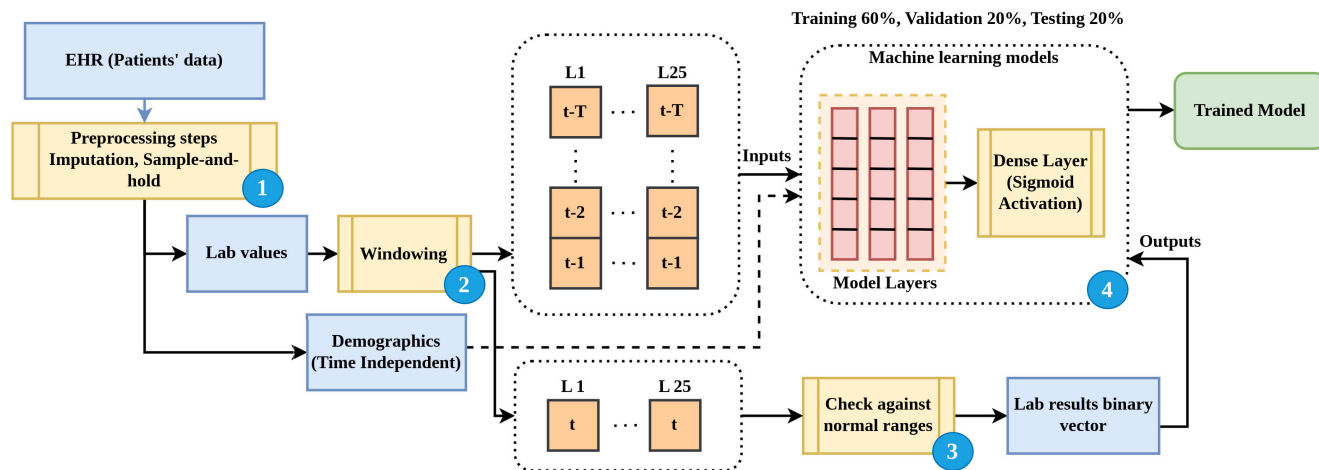 Training 60%, Validation 20%, Testing 20%
EHR (Patients' data)
Preprocessing steps
Imputation, Sample-and-
hold
1
Lab values
Windowing
2
Demographics
(Time Independent)
L1
L25
t-T
. . .
t-T
t-2
. . .
t-2
t-1
. . .
t-1
Inputs
Machine learning models
Model Layers
Dense Layer
(Sigmoid
Activation)
4
Trained Model
Outputs
L 1
L 25
t
. . .
t
Check against
normal ranges
3
Lab results binary
vector